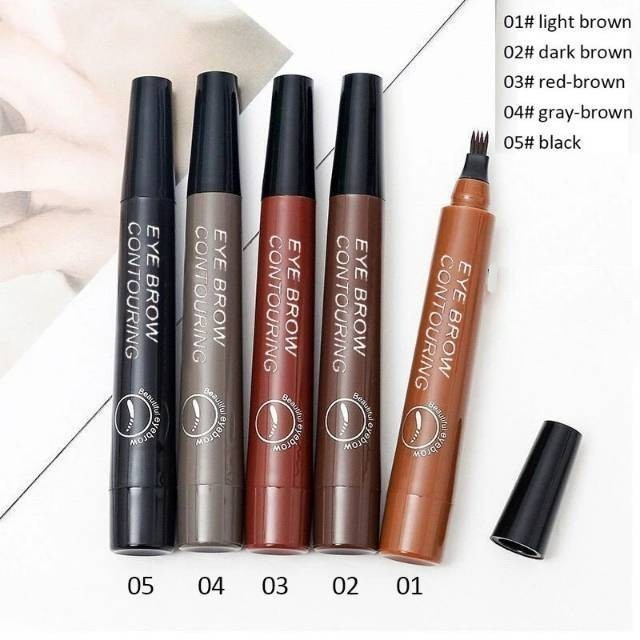 01# light brown
02# dark brown
03# red-brown
04# gray-brown
05# black
EYE BROW
CONTOURING
Beautiful eyebrow
EYE BROW
CONTOURING
Beautiful eyebrow
EYE BROW
CONTOURING
Beautiful eyebrow
EYE BROW
CONTOURING
Beautiful eyebrow
EYE BROW
CONTOURING
Beautiful eyebrow
05 04 03 02 01